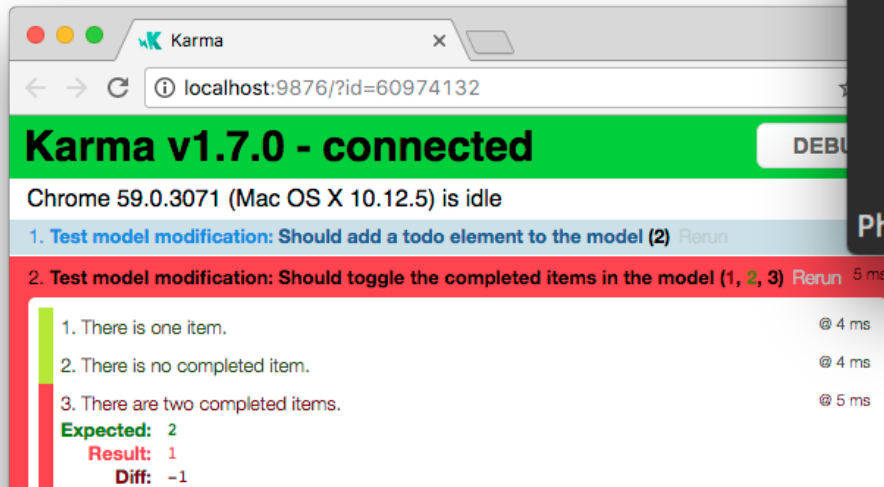 Karma
localhost:9876/?id=60974132
Karma v1.7.0 - connected
Chrome 59.0.3071 (Mac OS X 10.12.5) is idle
1. Test model modification: Should add a todo element to the model (2) Rerun
2. Test model modification: Should toggle the completed items in the model (1, 2, 3) Rerun 5 ms
1. There is one item. @ 4 ms
2. There is no completed item. @ 4 ms
3. There are two completed items. @ 5 ms
Expected: 2
Result: 1
Diff: -1